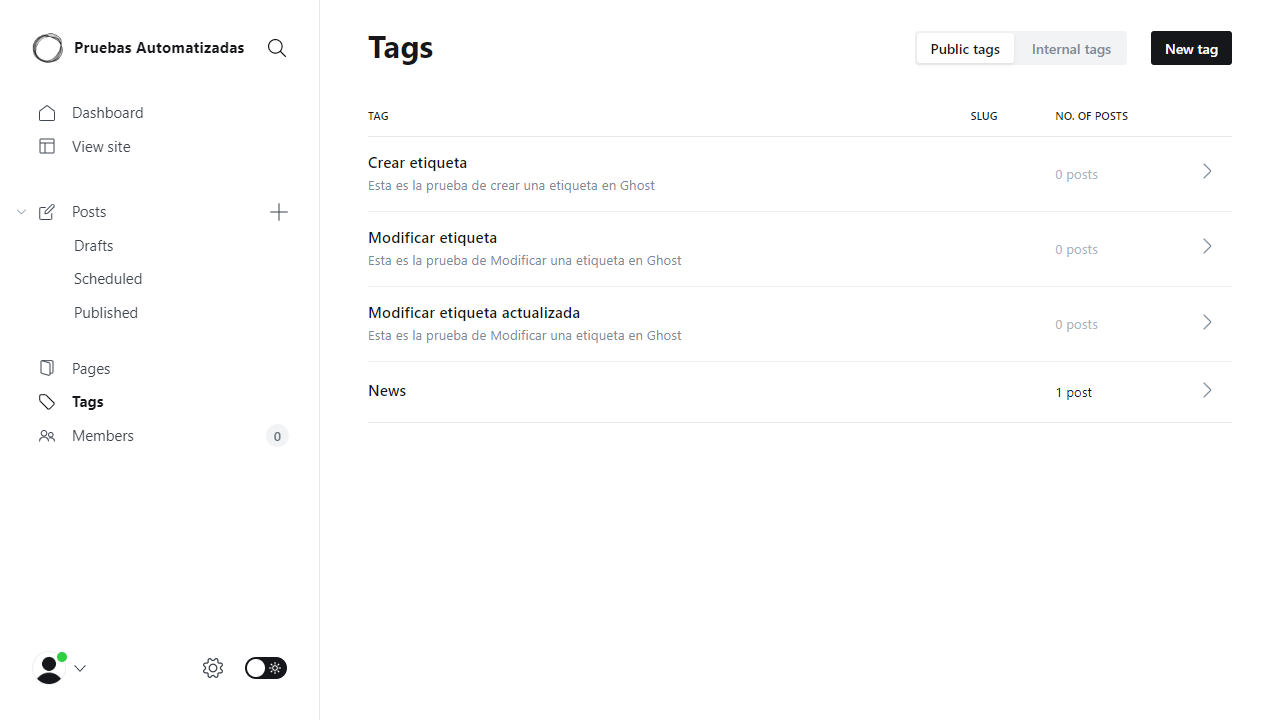 Pruebas Automatizadas
Dashboard
View site
Posts
Drafts
Scheduled
Published
Pages
Tags
Members
0
Tags
Public tags
Internal tags
New tag
TAG
SLUG
NO. OF POSTS
Crear etiqueta
Esta es la prueba de crear una etiqueta en Ghost
0 posts
Modificar etiqueta
Esta es la prueba de Modificar una etiqueta en Ghost
0 posts
Modificar etiqueta actualizada
Esta es la prueba de Modificar una etiqueta en Ghost
0 posts
News
1 post